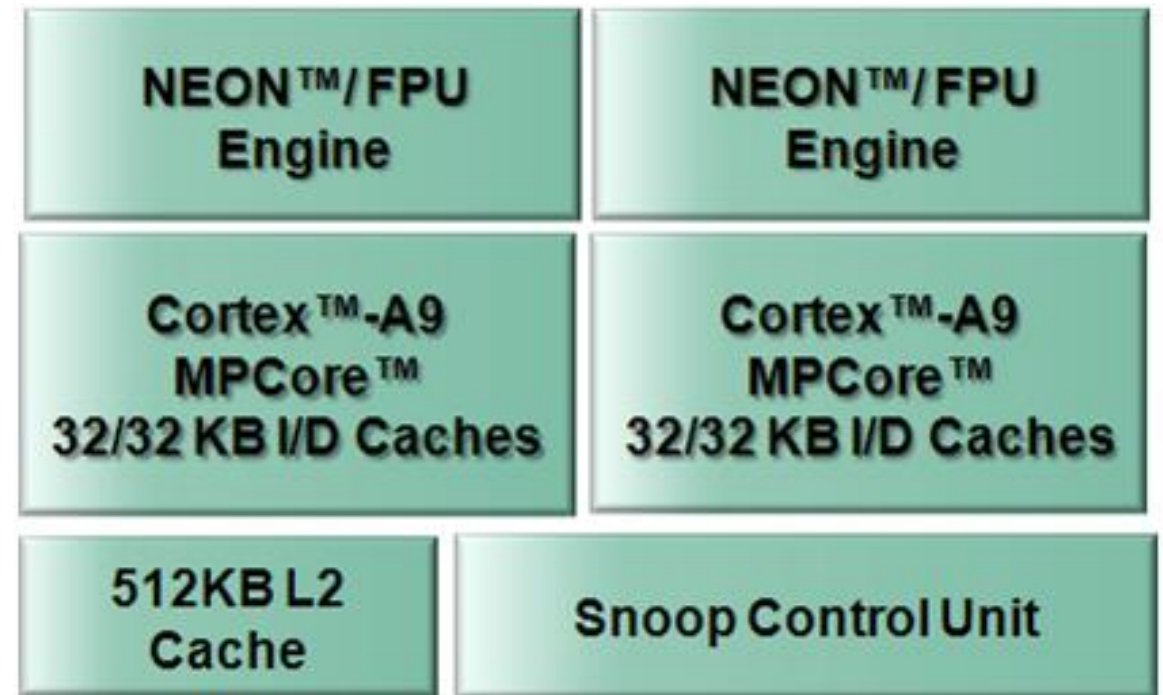 NEON™/FPU
Engine
NEON™/FPU
Engine
Cortex™-A9
MPCore™
32/32 KB I/D Caches
Cortex™-A9
MPCore™
32/32 KB I/D Caches
512KB L2
Cache
Snoop Control Unit